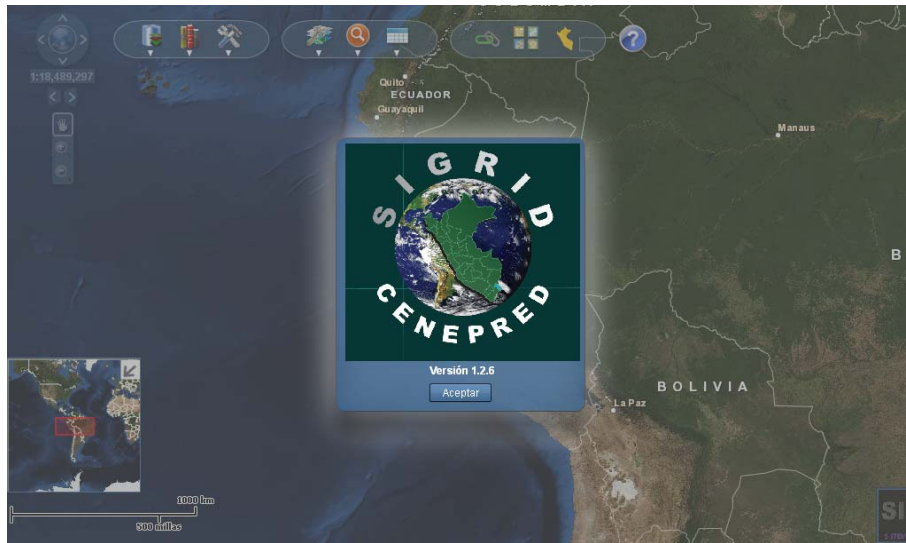 1:18,489,297
Quito
ECUADOR
Guayaquil
Manaus
SIGRID
CENEPRED
Versión 1.2.6
Aceptar
B
BOLIVIA
La Paz
1000 km
500 millas
SI